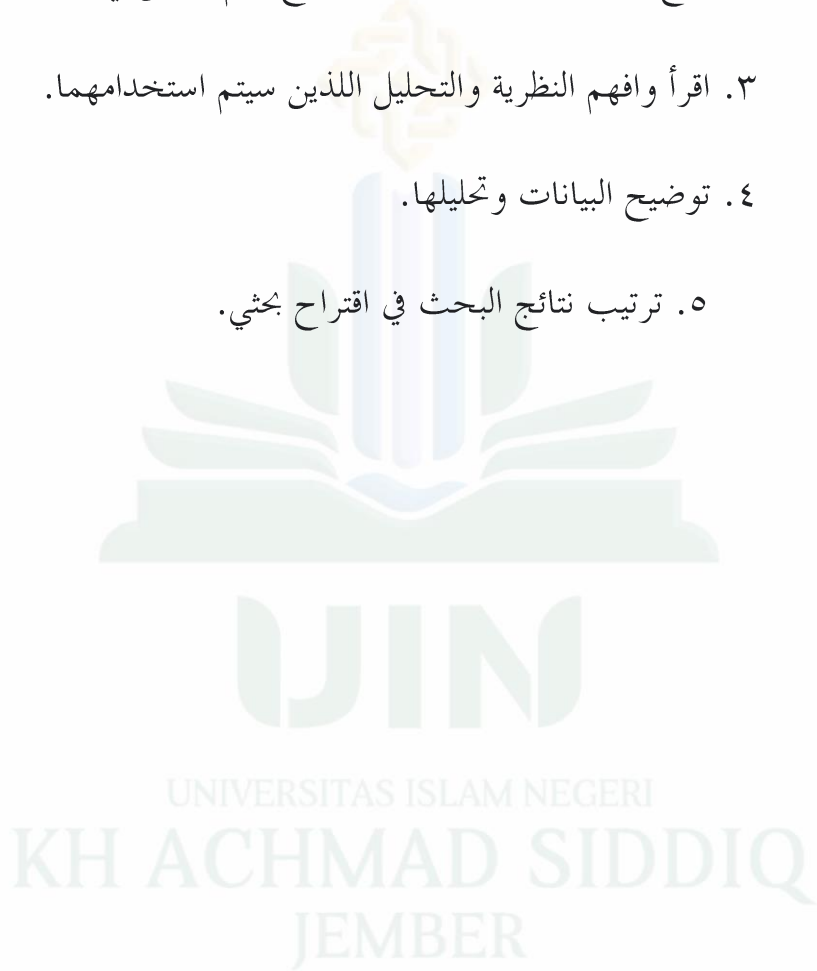 ٣. اقرأ وافهم النظرية والتحليل اللذين سيتم استخدامهما.
٤. توضيح البيانات وتحليلها.
٥. ترتيب نتائج البحث في اقتراح بحثي.
UIN
UNIVERSITAS ISLAM NEGERI
KH ACHMAD SIDDIQ
JEMBER